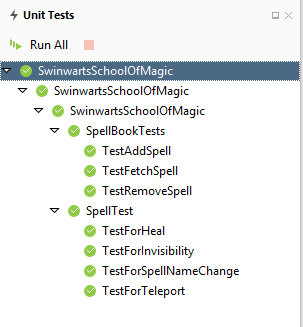 Unit Tests
Run All
SwinwartsSchoolOfMagic
SwinwartsSchoolOfMagic
SwinwartsSchoolOfMagic
SpellBookTests
TestAddSpell
TestFetchSpell
TestRemoveSpell
SpellTest
TestForHeal
TestForInvisibility
TestForSpellNameChange
TestForTeleport